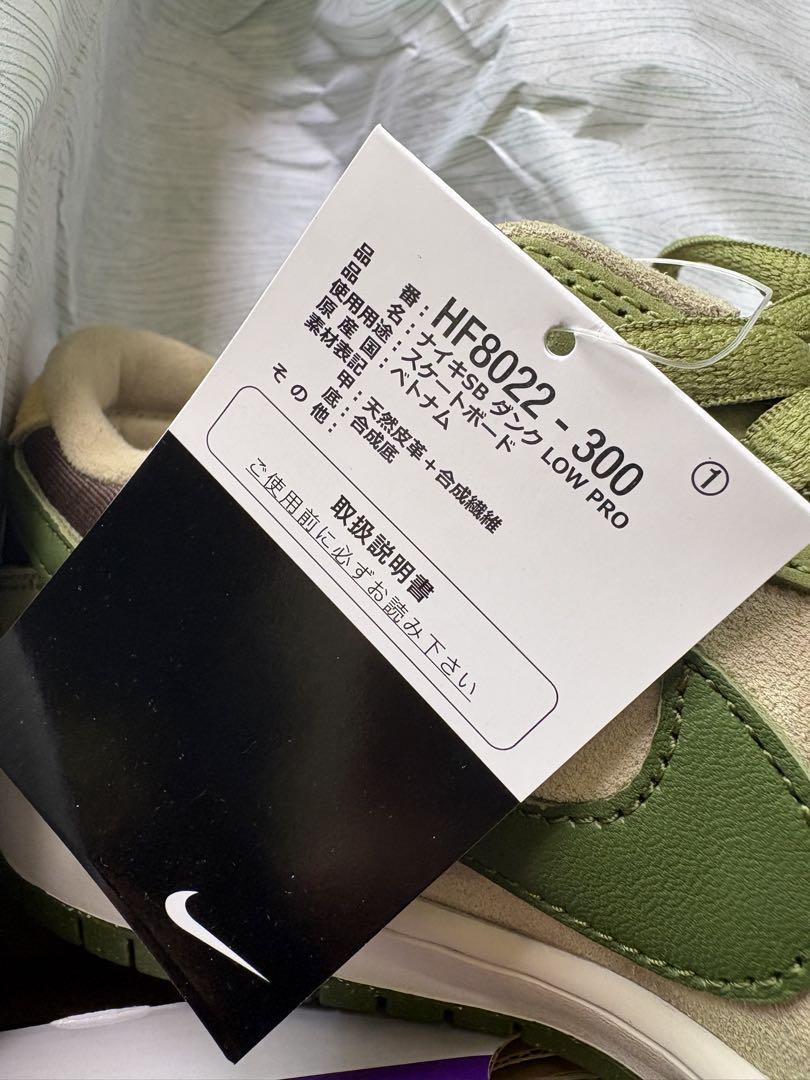 品番：HF8022-300
品名：ナイキSB ダンク LOW PRO
使用用途：スケートボード
原産国：ベトナム
素材表記
甲：天然皮革+合成繊維
底：合成底
その他：
①
取扱説明書
ご使用前に必ずお読み下さい